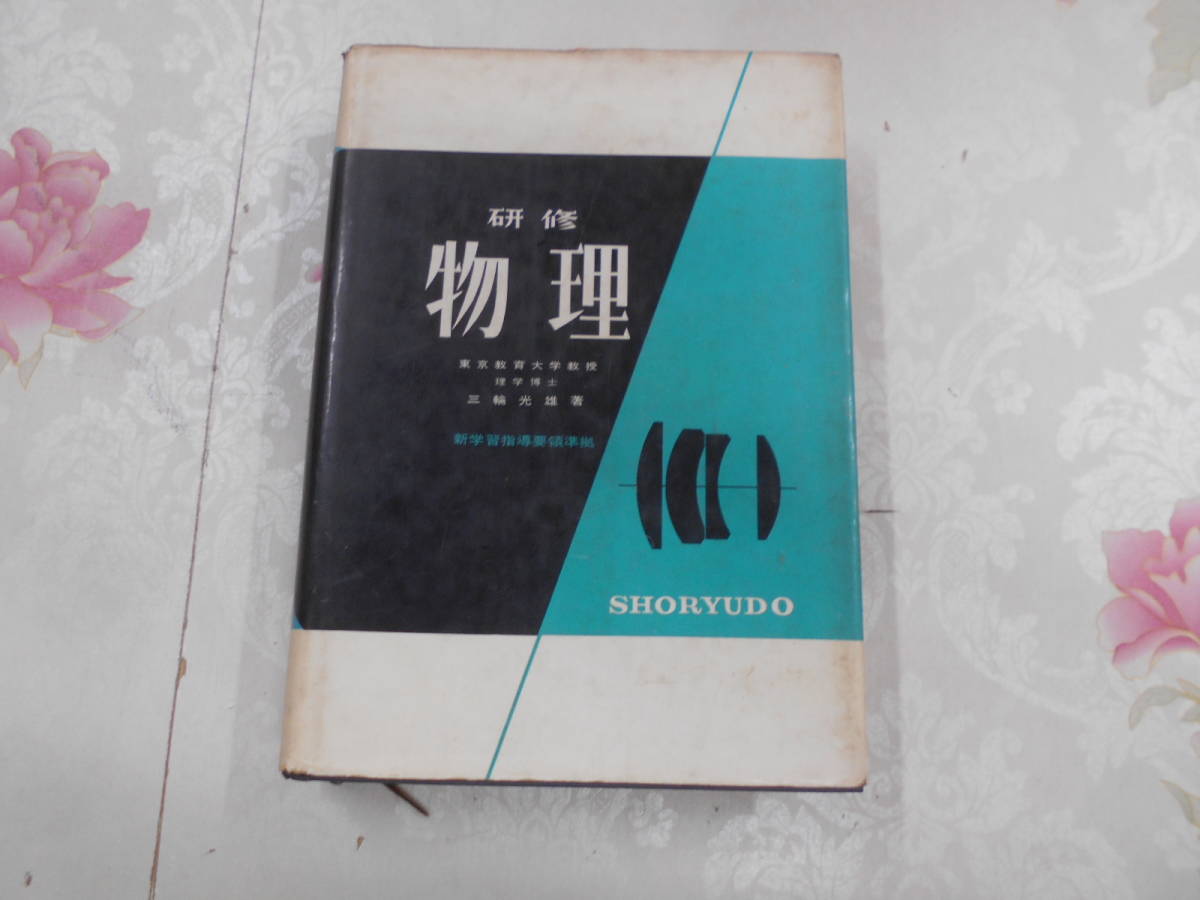 研修
物理
東京教育大学教授
理学博士
三輪光雄著
新学習指導要領準拠
SHORYUDO